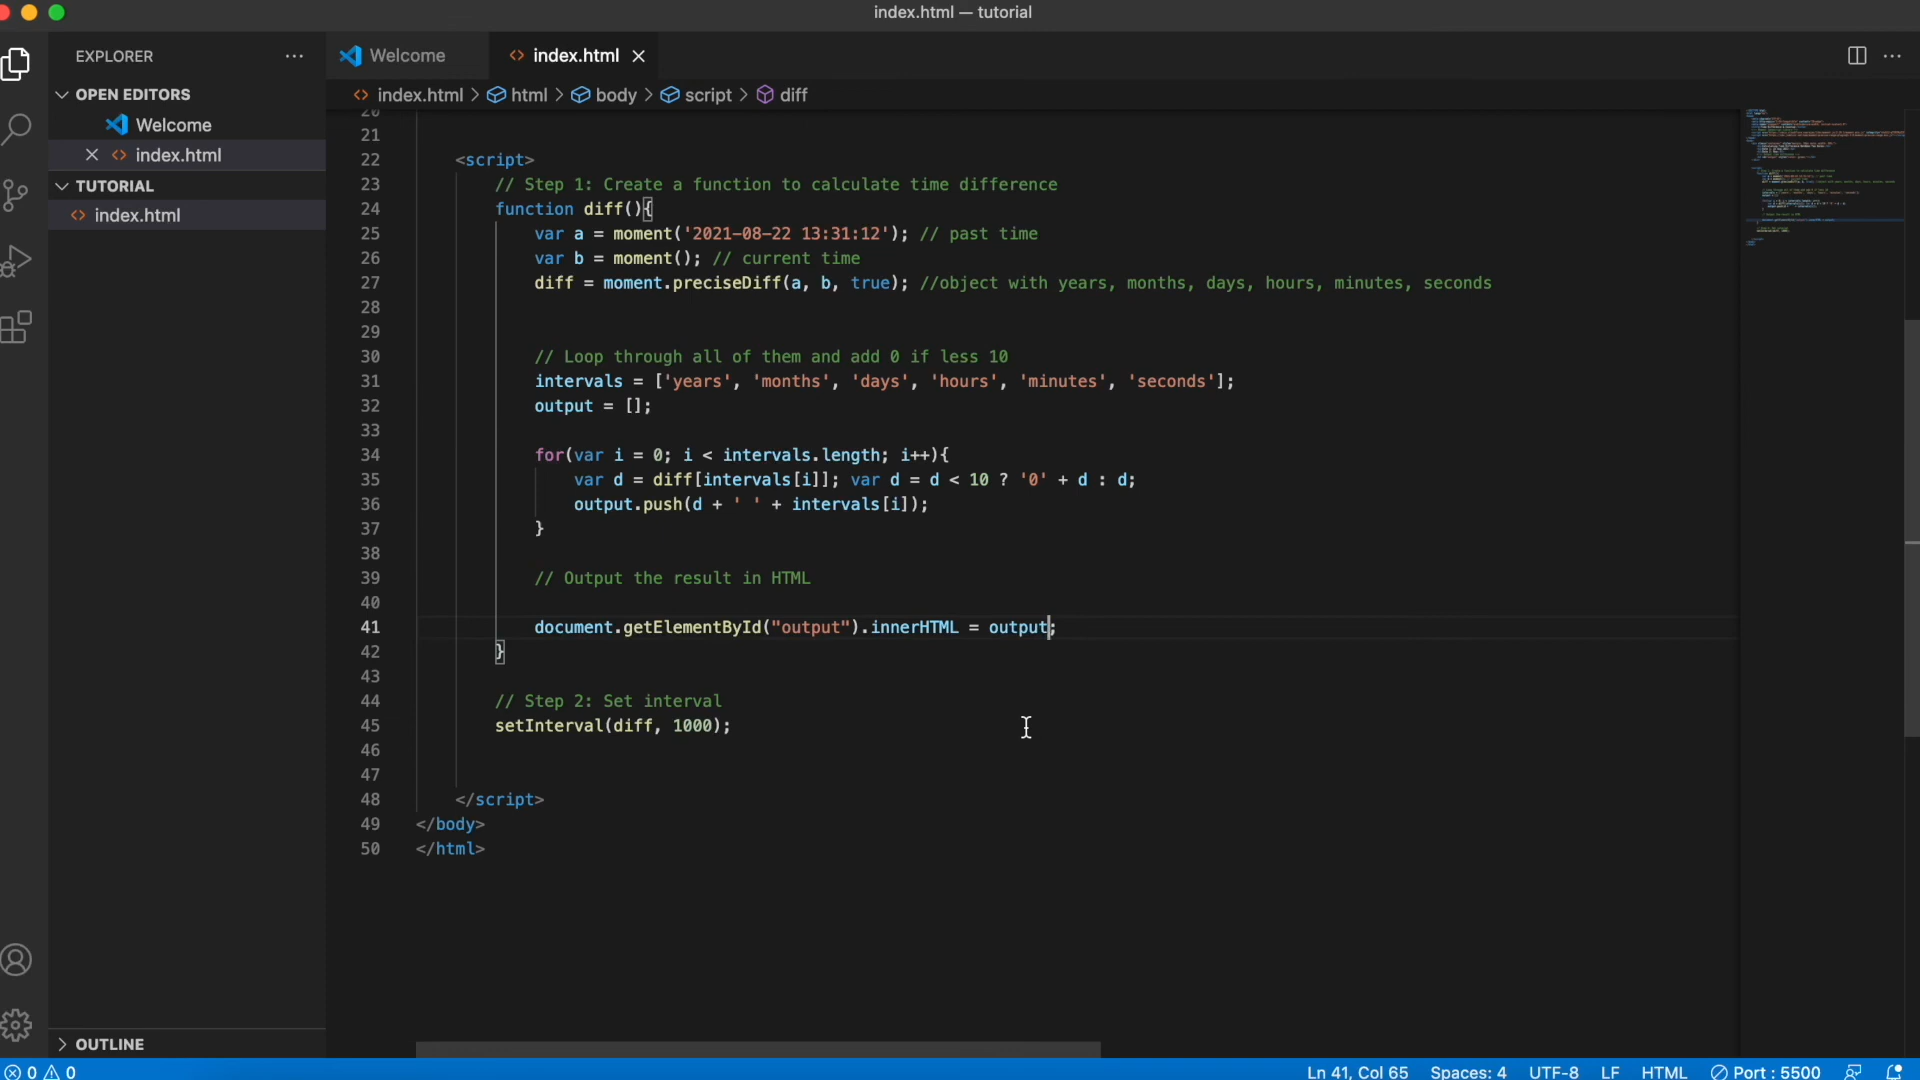 index.html — tutorial
EXPLORER
Welcome
index.html
OPEN EDITORS
Welcome
index.html
TUTORIAL
index.html
OUTLINE
index.html > html > body > script > diff
20
21
22 <script>
23 // Step 1: Create a function to calculate time difference
24 function diff(){
25 var a = moment('2021-08-22 13:31:12'); // past time
26 var b = moment(); // current time
27 diff = moment.preciseDiff(a, b, true); //object with years, months, days, hours, minutes, seconds
28
29
30 // Loop through all of them and add 0 if less 10
31 intervals = ['years', 'months', 'days', 'hours', 'minutes', 'seconds'];
32 output = [];
33
34 for(var i = 0; i < intervals.length; i++){
35 var d = diff[intervals[i]]; var d = d < 10 ? '0' + d : d;
36 output.push(d + ' ' + intervals[i]);
37 }
38
39 // Output the result in HTML
40
41 document.getElementById("output").innerHTML = output;
42 }
43
44 // Step 2: Set interval
45 setInterval(diff, 1000);
46
47
48 </script>
49 </body>
50 </html>
0 0
Ln 41, Col 65 Spaces: 4 UTF-8 LF HTML Port : 5500